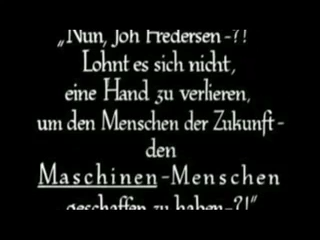 „Nun, Joh Fredersen-?!
Lohnt es sich nicht,
eine Hand zu verlieren,
um den Menschen der Zukunft-
den
Maschinen-Menschen
geschaffen zu haben-?!“